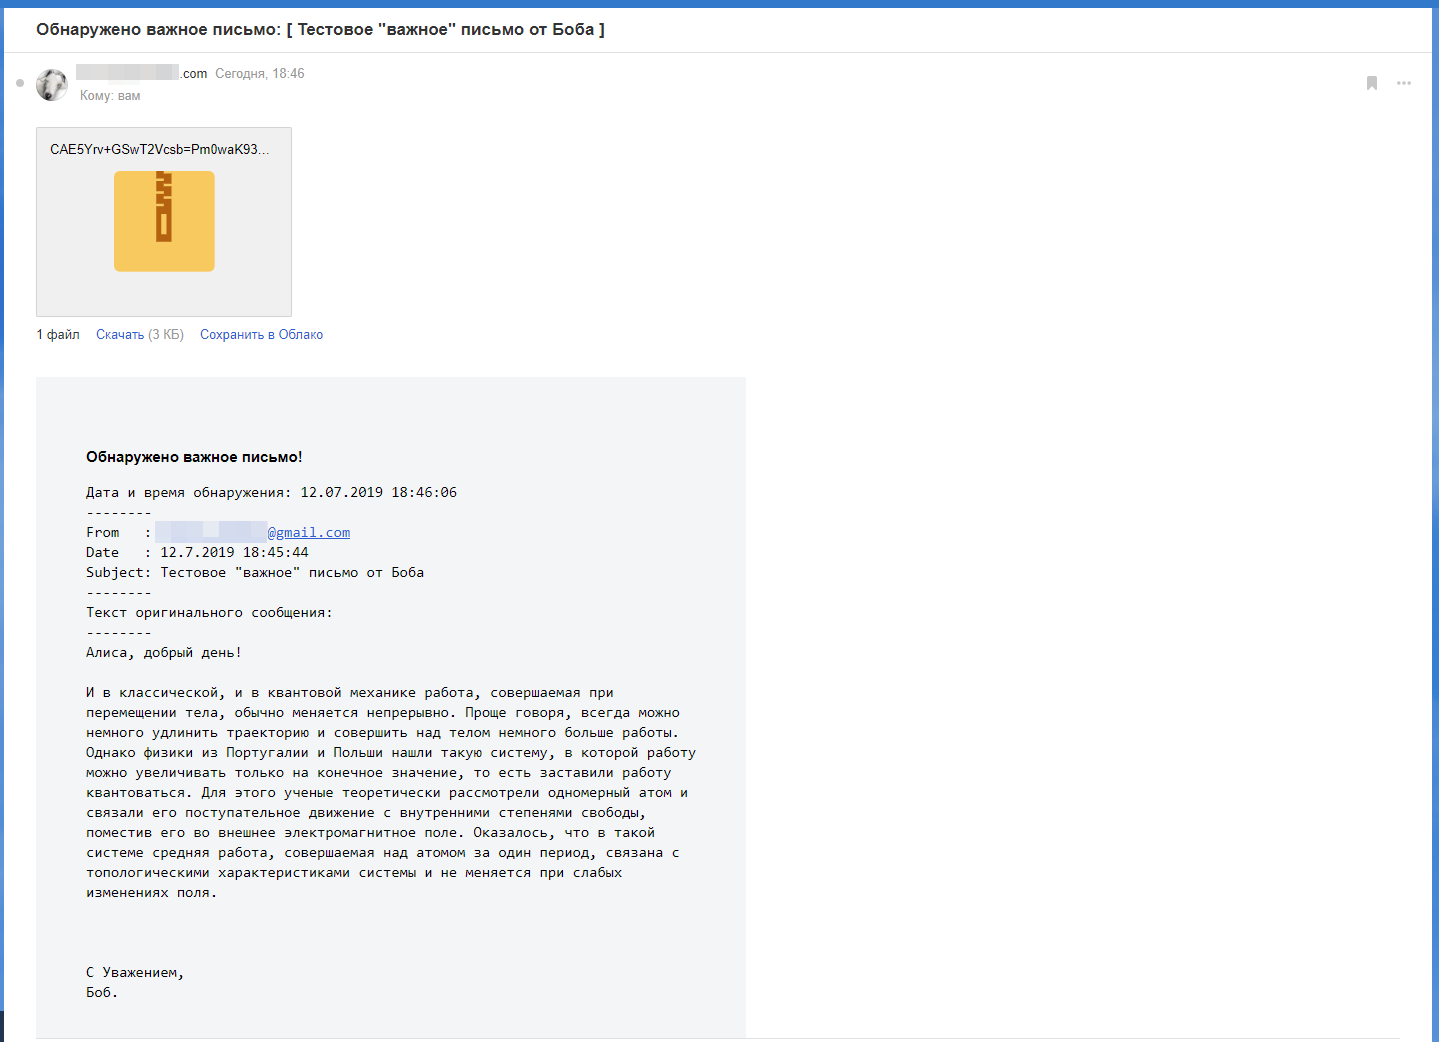 Обнаружено важное письмо: [ Тестовое "важное" письмо от Боба ]
.com Сегодня, 18:46
Кому: вам
CAE5Yrv+GSwT2Vcsb=Pm0waK93...
1 файл Скачать (3 КБ) Сохранить в Облако
Обнаружено важное письмо!
Дата и время обнаружения: 12.07.2019 18:46:06
--------
From   : @gmail.com
Date   : 12.7.2019 18:45:44
Subject: Тестовое "важное" письмо от Боба
--------
Текст оригинального сообщения:
--------
Алиса, добрый день!
И в классической, и в квантовой механике работа, совершаемая при
перемещении тела, обычно меняется непрерывно. Проще говоря, всегда можно
немного удлинить траекторию и совершить над телом немного больше работы.
Однако физики из Португалии и Польши нашли такую систему, в которой работу
можно увеличивать только на конечное значение, то есть заставили работу
квантоваться. Для этого ученые теоретически рассмотрели одномерный атом и
связали его поступательное движение с внутренними степенями свободы,
поместив его во внешнее электромагнитное поле. Оказалось, что в такой
системе средняя работа, совершаемая над атомом за один период, связана с
топологическими характеристиками системы и не меняется при слабых
изменениях поля.
С Уважением,
Боб.